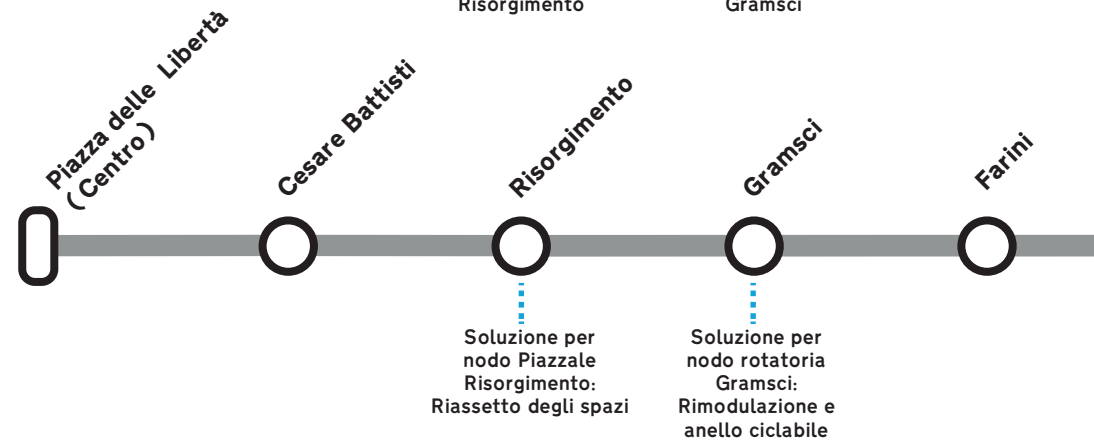 Risorgimento
Gramsci
Piazza delle Libertà
(Centro)
Cesare Battisti
Risorgimento
Gramsci
Farini
Soluzione per
nodo Piazzale
Risorgimento:
Riassetto degli spazi
Soluzione per
nodo rotatoria
Gramsci:
Rimodulazione e
anello ciclabile